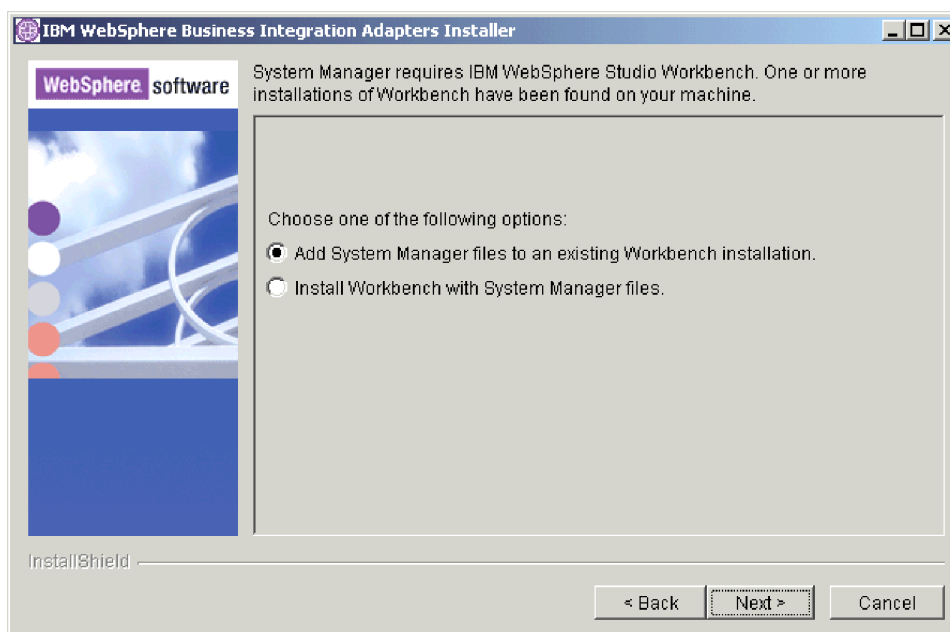 IBM WebSphere Business Integration Adapters Installer
WebSphere software
System Manager requires IBM WebSphere Studio Workbench. One or more
installations of Workbench have been found on your machine.
Choose one of the following options:
Add System Manager files to an existing Workbench installation.
Install Workbench with System Manager files.
InstallShield
< Back
Next >
Cancel